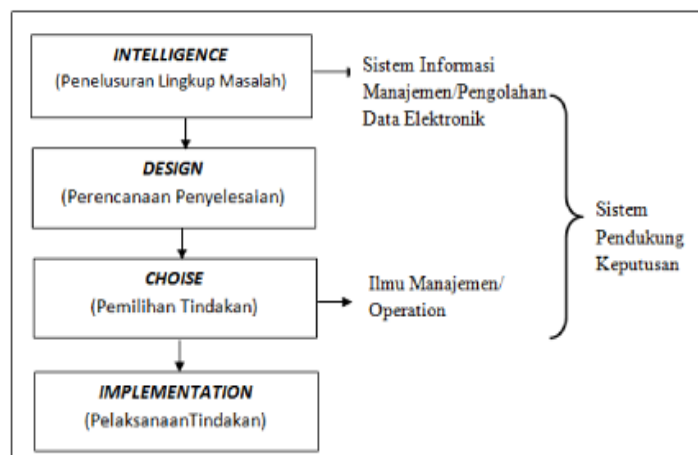 INTELLIGENCE
(Penelusuran Lingkup Masalah)
Sistem Informasi
Manajemen/Pengolahan
Data Elektronik
DESIGN
(Perencanaan Penyelesaian)
Sistem
Pendukung
Keputusan
CHOISE
(Pemilihan Tindakan)
Ilmu Manajemen/
Operation
IMPLEMENTATION
(PelaksanaanTindakan)